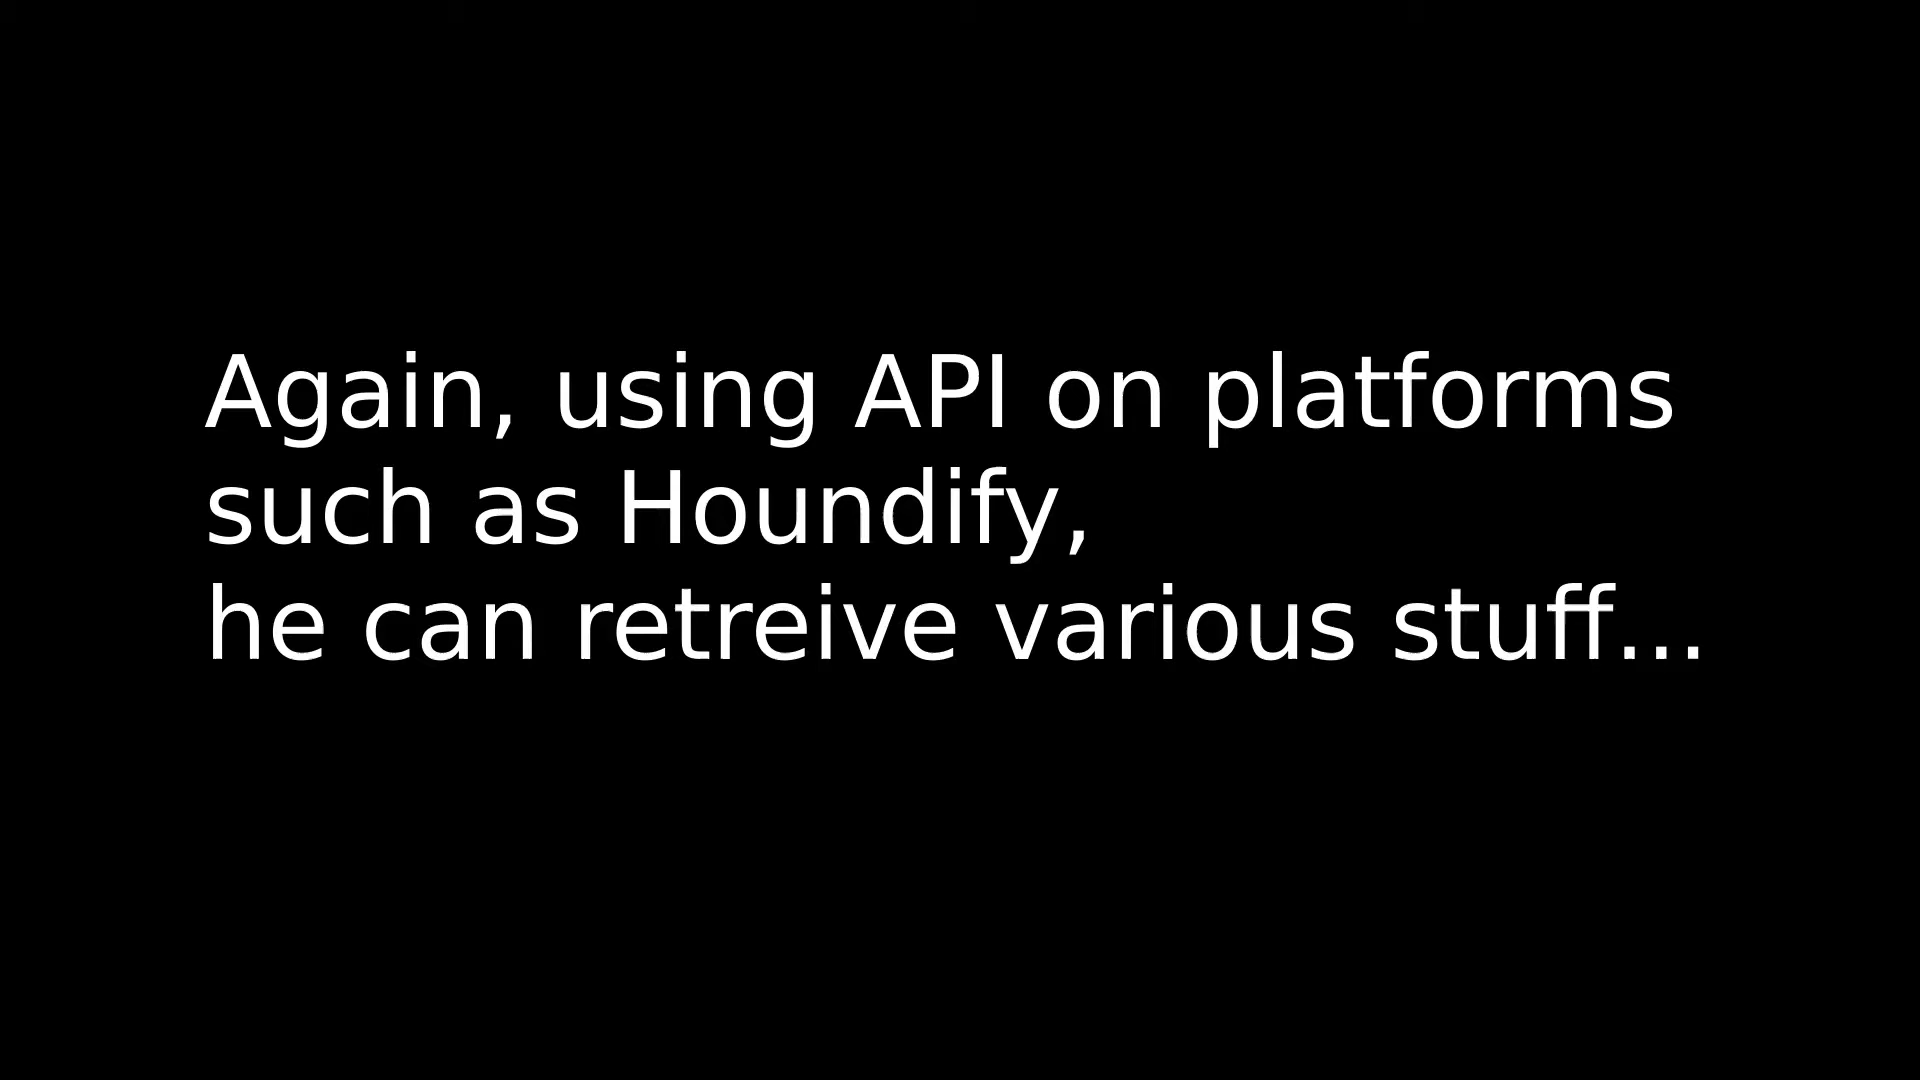 Again, using API on platforms
such as Houndify,
he can retreive various stuff...